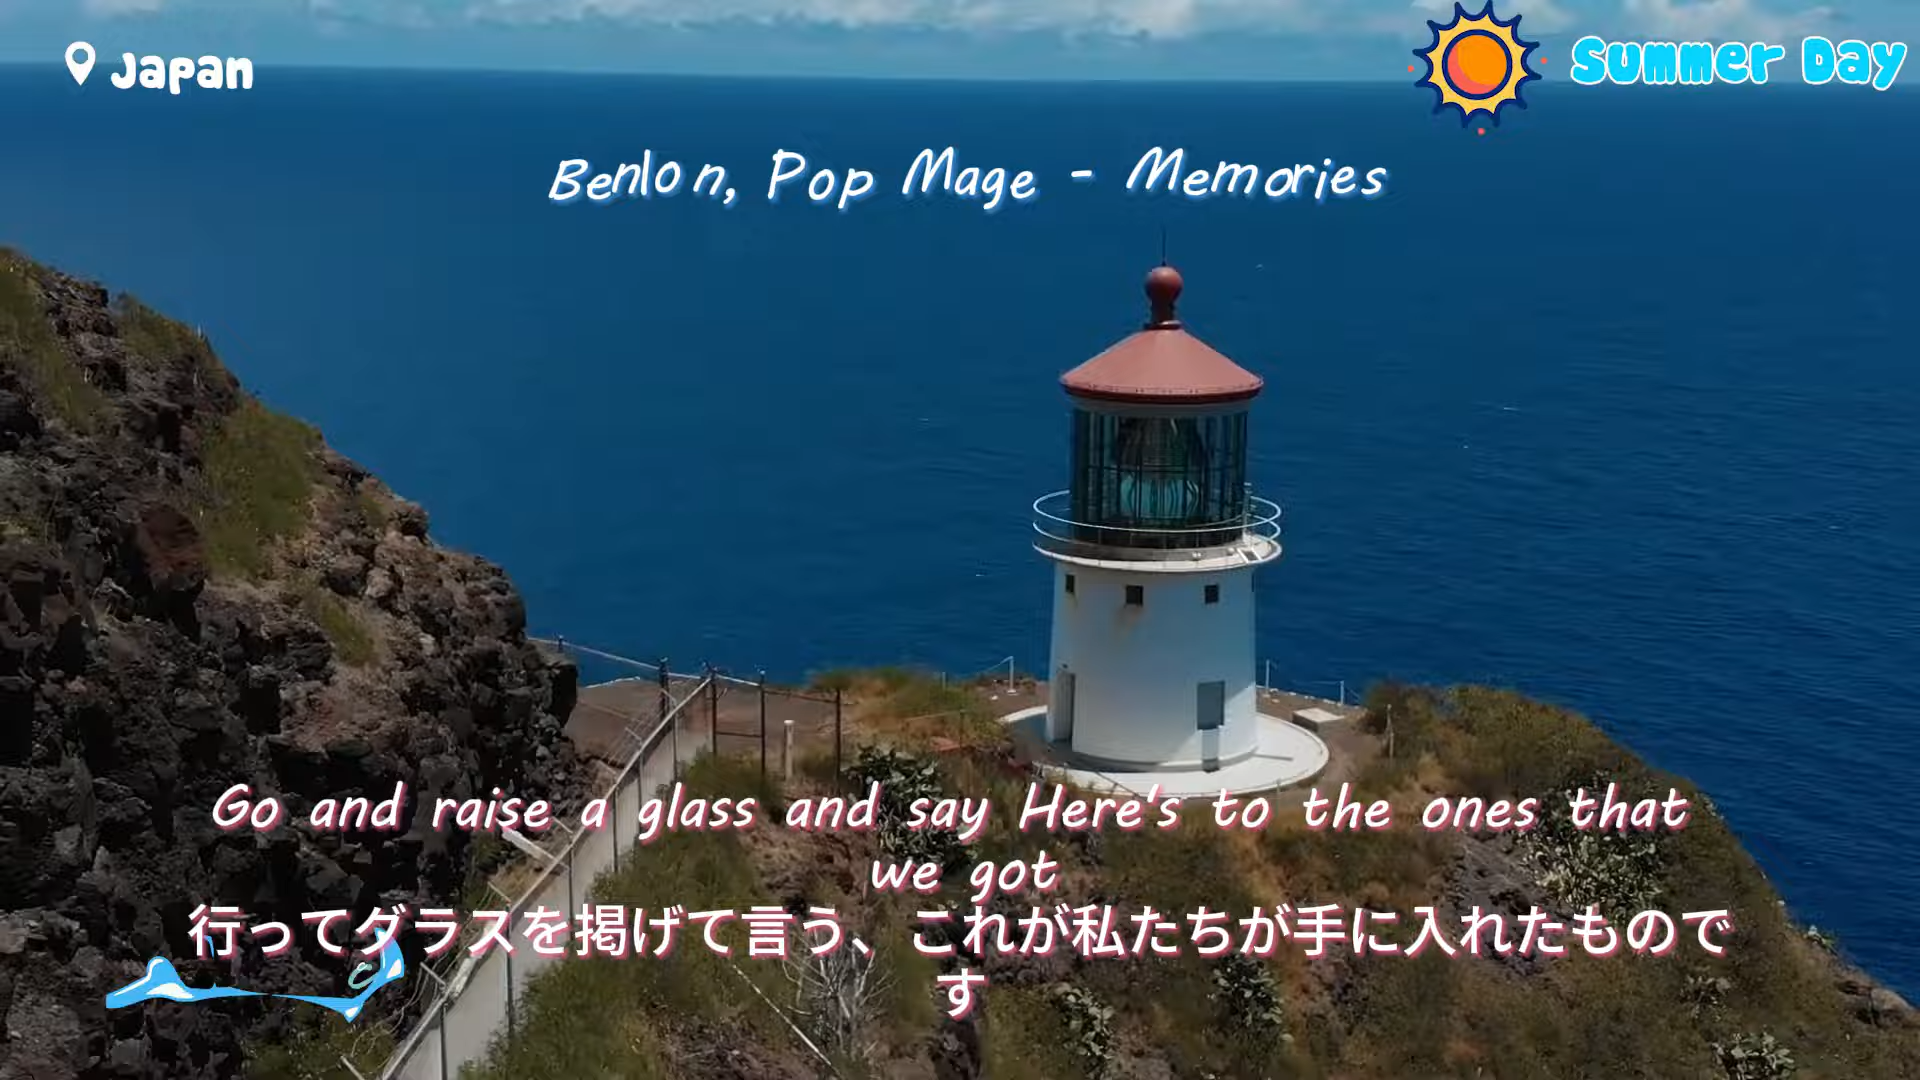 Japan
Summer Day
Benlon, Pop Mage - Memories
Go and raise a glass and say Here's to the ones that
we got
行ってダラスを掲げて言う、これが私たちが手に入れたもので
す